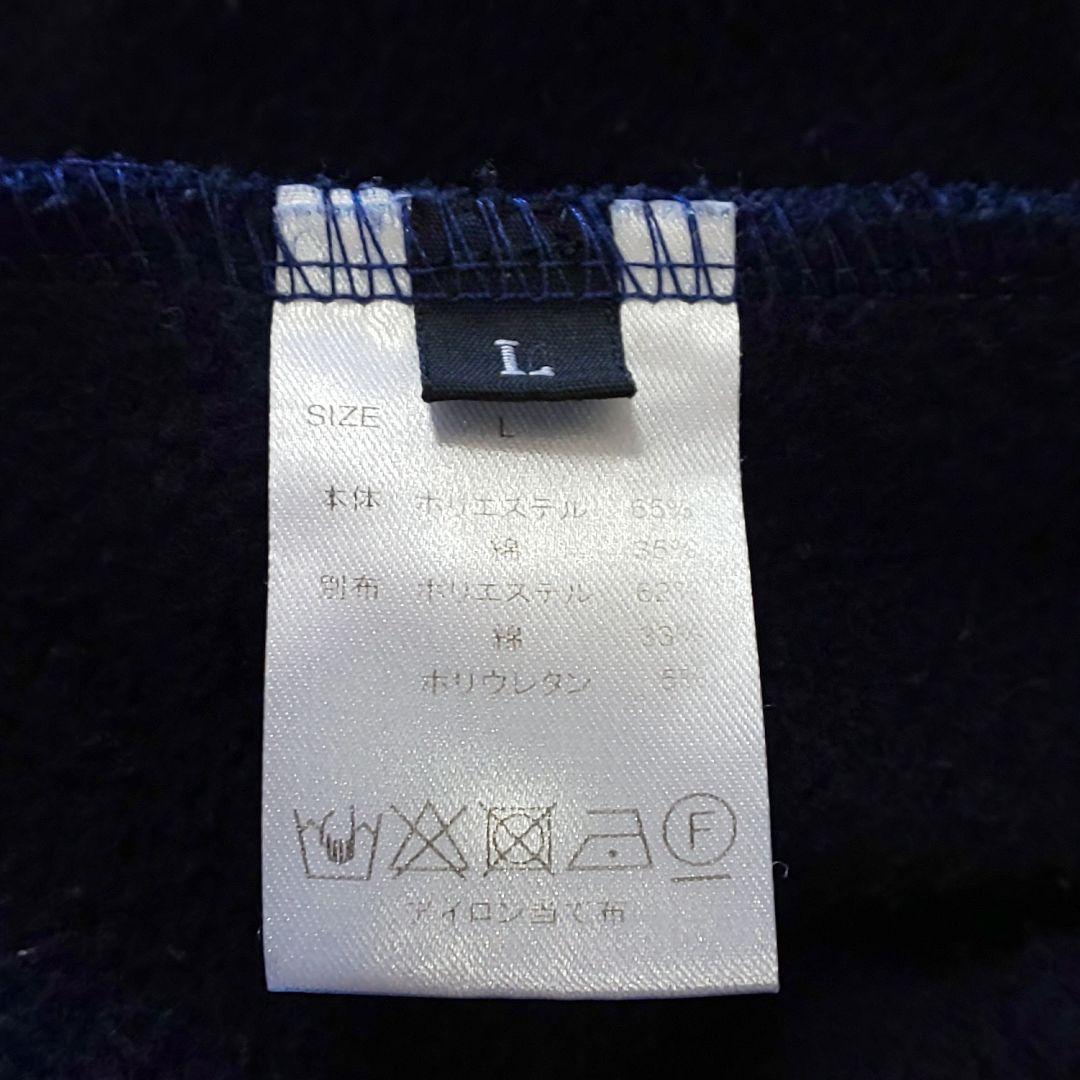 L
SIZE L
本体 ポリエステル 65%
綿 35%
別布 ポリエステル 62%
綿 33%
ポリウレタン 5%
F
アイロン当て布